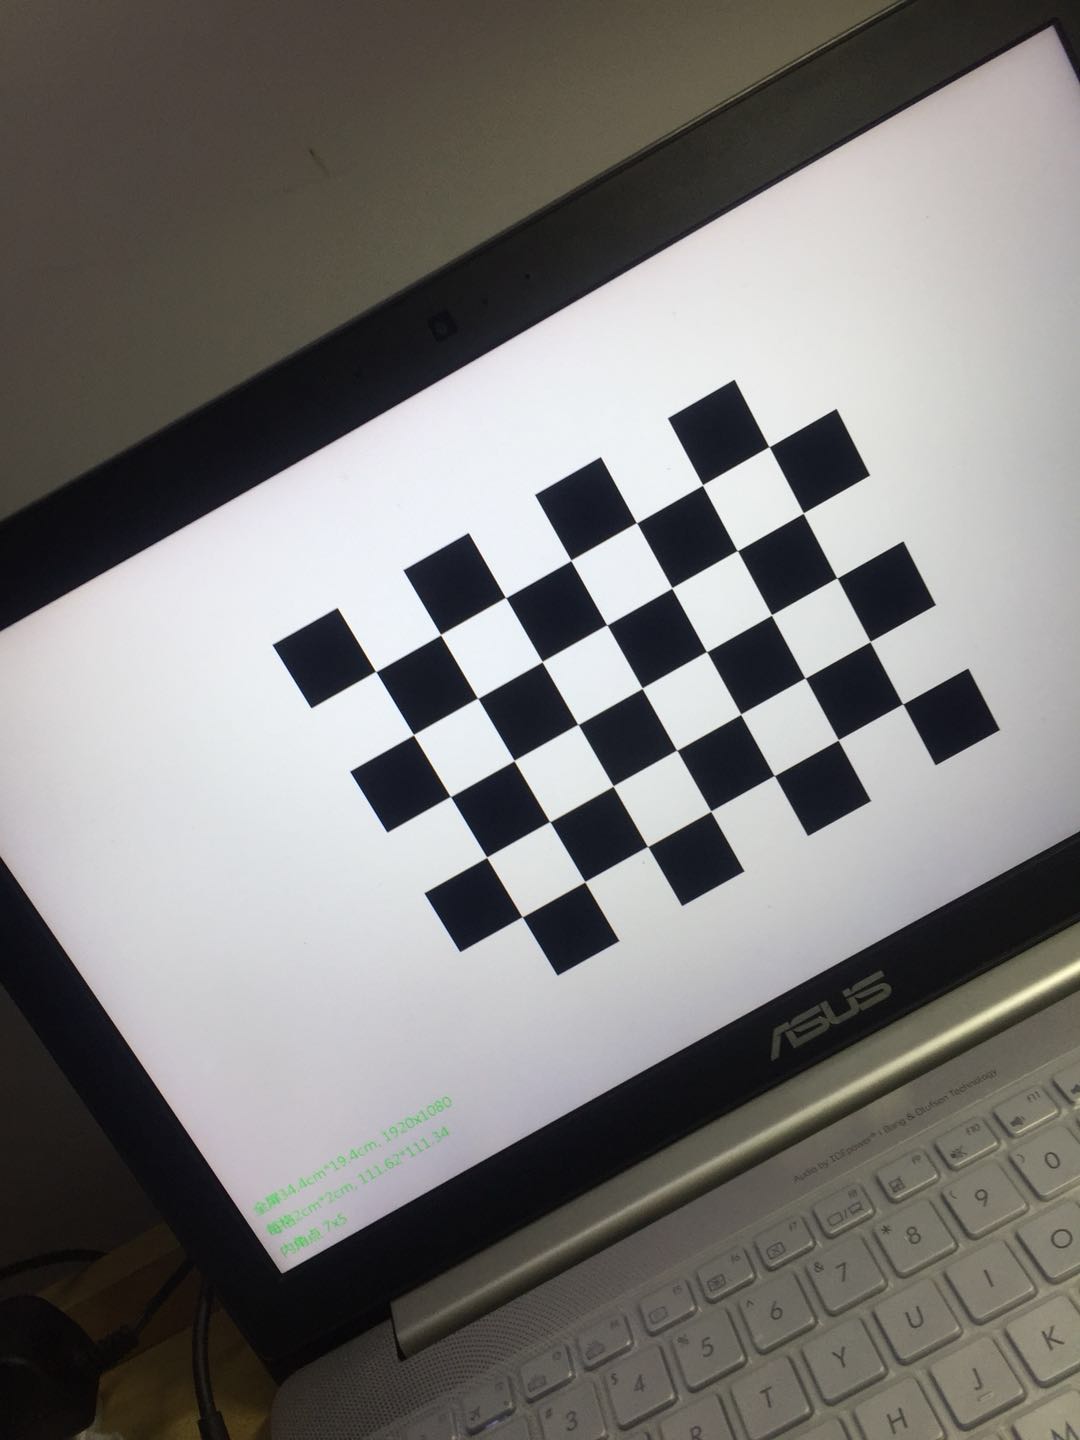 ASUS
Audio by ICEpower® | Bang & Olufsen Technology
全屏34.4cm*19.4cm, 1920x1080
每格2cm*2cm, 111.62*111.34
内角点 7x5
F11
F10
F9
F8
F7
F6
F5
) 0
( 9
* 8
& 7
^ 6
% 5
$ 4
# 3
O
I
U
Y
T
R
K
J
H
M